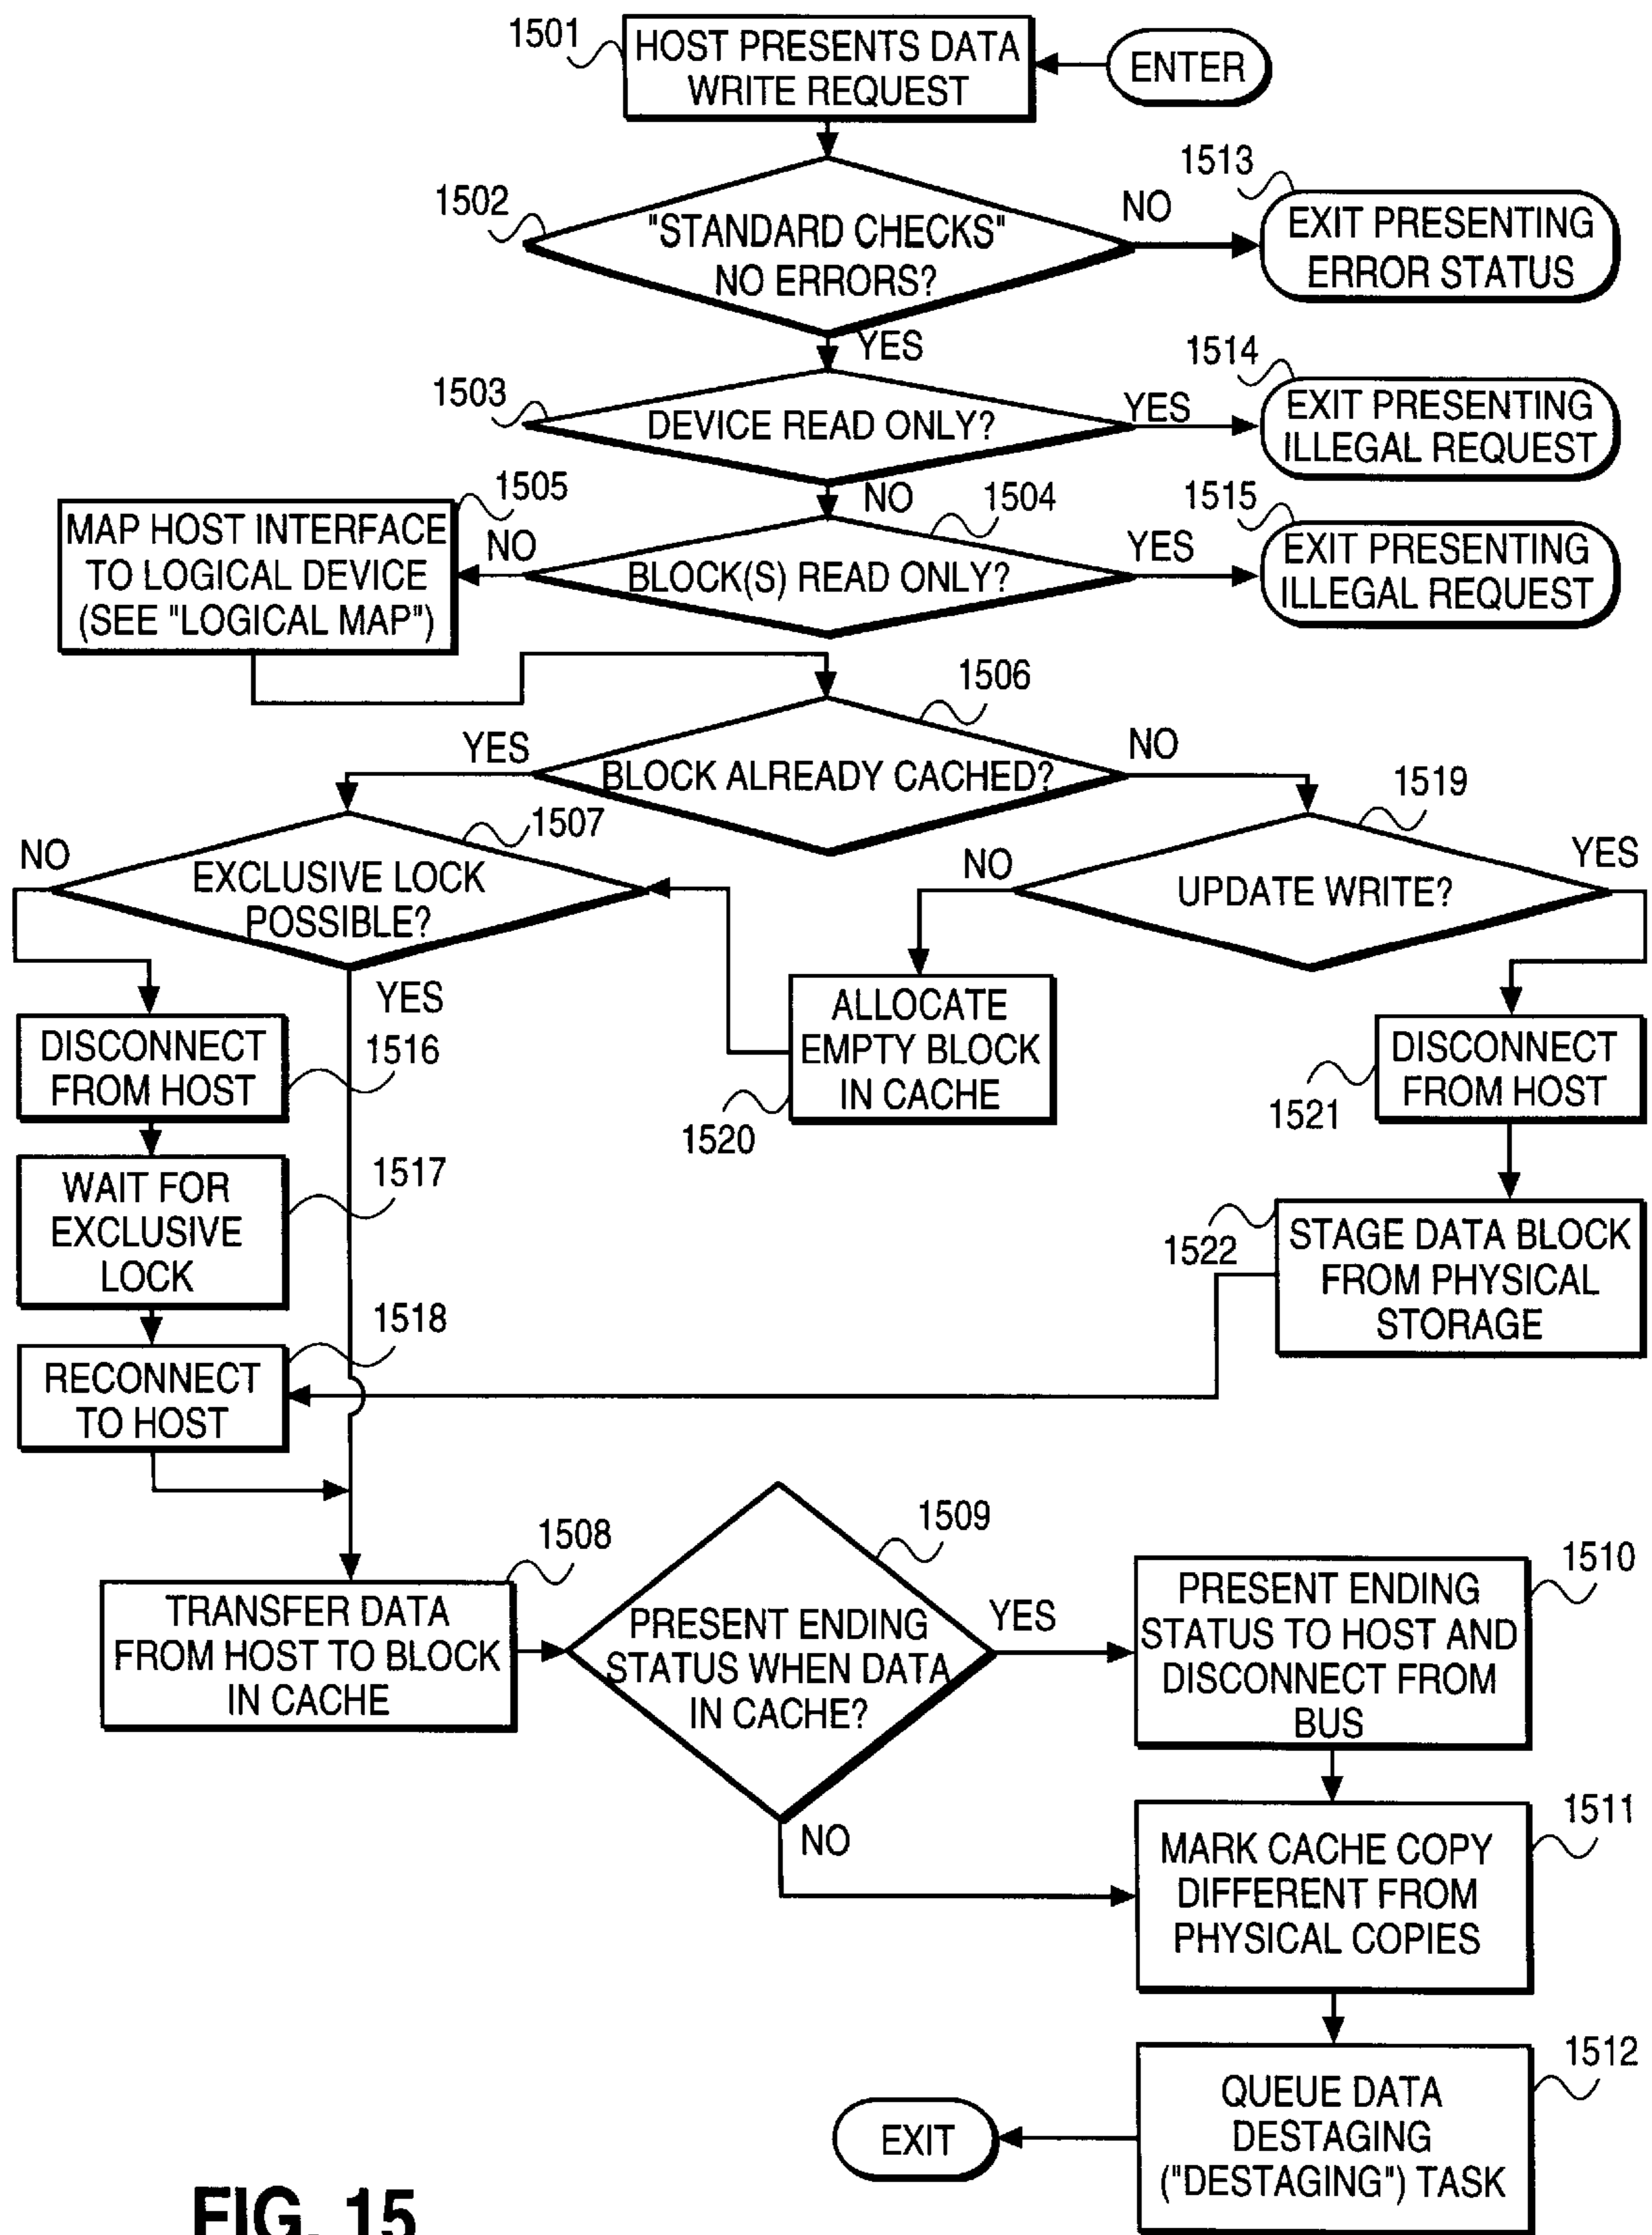 1501
HOST PRESENTS DATA
WRITE REQUEST
ENTER
1502
"STANDARD CHECKS"
NO ERRORS?
NO
1513
EXIT PRESENTING
ERROR STATUS
YES
1503
DEVICE READ ONLY?
YES
1514
EXIT PRESENTING
ILLEGAL REQUEST
NO
1504
BLOCK(S) READ ONLY?
YES
1515
EXIT PRESENTING
ILLEGAL REQUEST
NO
1505
MAP HOST INTERFACE
TO LOGICAL DEVICE
(SEE "LOGICAL MAP")
1506
BLOCK ALREADY CACHED?
YES
NO
1507
EXCLUSIVE LOCK
POSSIBLE?
NO
YES
1519
UPDATE WRITE?
NO
YES
DISCONNECT
FROM HOST
1516
ALLOCATE
EMPTY BLOCK
IN CACHE
1520
DISCONNECT
FROM HOST
1521
WAIT FOR
EXCLUSIVE
LOCK
1517
STAGE DATA BLOCK
FROM PHYSICAL
STORAGE
1522
RECONNECT
TO HOST
1518
1508
TRANSFER DATA
FROM HOST TO BLOCK
IN CACHE
1509
PRESENT ENDING
STATUS WHEN DATA
IN CACHE?
YES
NO
1510
PRESENT ENDING
STATUS TO HOST AND
DISCONNECT FROM
BUS
1511
MARK CACHE COPY
DIFFERENT FROM
PHYSICAL COPIES
1512
QUEUE DATA
DESTAGING
("DESTAGING") TASK
EXIT
FIG. 15